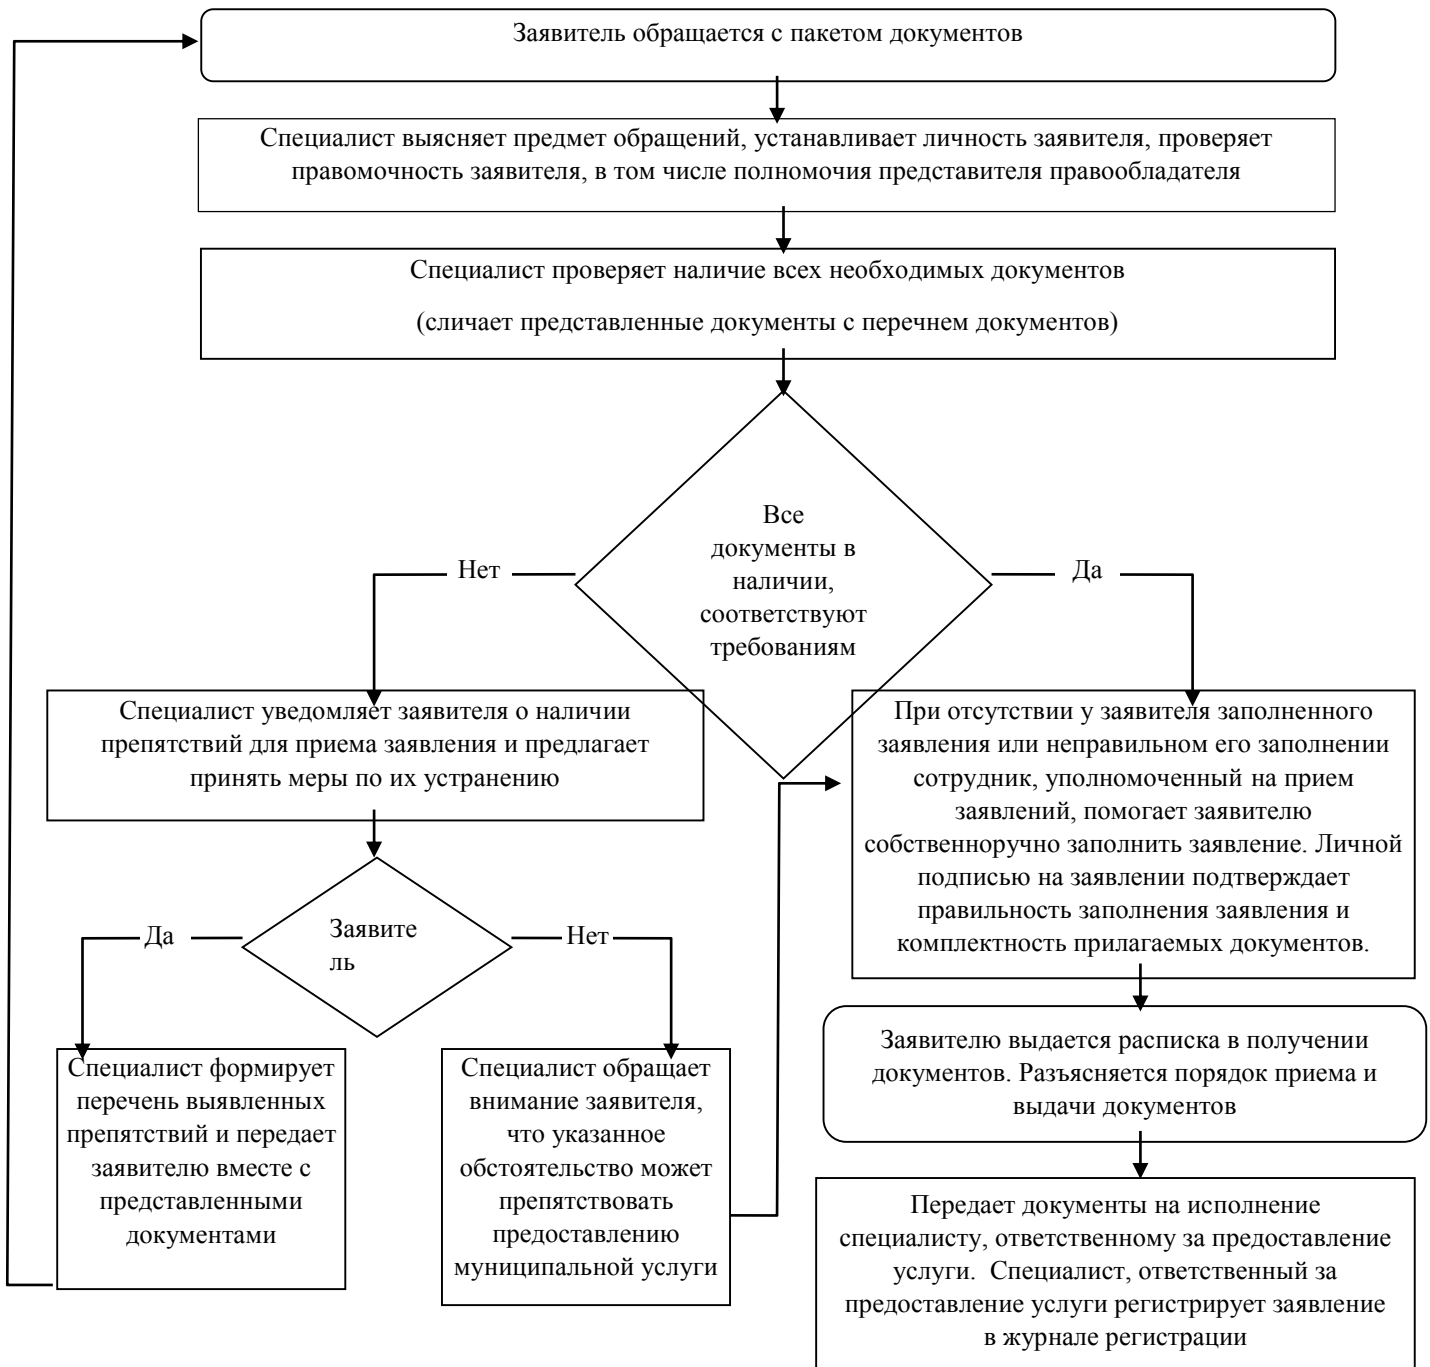 Заявитель обращается с пакетом документов
Специалист выясняет предмет обращений, устанавливает личность заявителя, проверяет
правомочность заявителя, в том числе полномочия представителя правообладателя
Специалист проверяет наличие всех необходимых документов
(сличает представленные документы с перечнем документов)
Все
документы в
наличии,
соответствуют
требованиям
Нет
Да
Специалист уведомляет заявителя о наличии
препятствий для приема заявления и предлагает
принять меры по их устранению
При отсутствии у заявителя заполненного
заявления или неправильном его заполнении
сотрудник, уполномоченный на прием
заявлений, помогает заявителю
собственноручно заполнить заявление. Личной
подписью на заявлении подтверждает
правильность заполнения заявления и
комплектность прилагаемых документов.
Да
Заявите
ль
Нет
Специалист формирует
перечень выявленных
препятствий и передает
заявителю вместе с
представленными
документами
Специалист обращает
внимание заявителя,
что указанное
обстоятельство может
препятствовать
предоставлению
муниципальной услуги
Заявителю выдается расписка в получении
документов. Разъясняется порядок приема и
выдачи документов
Передает документы на исполнение
специалисту, ответственному за предоставление
услуги.  Специалист, ответственный за
предоставление услуги регистрирует заявление
в журнале регистрации